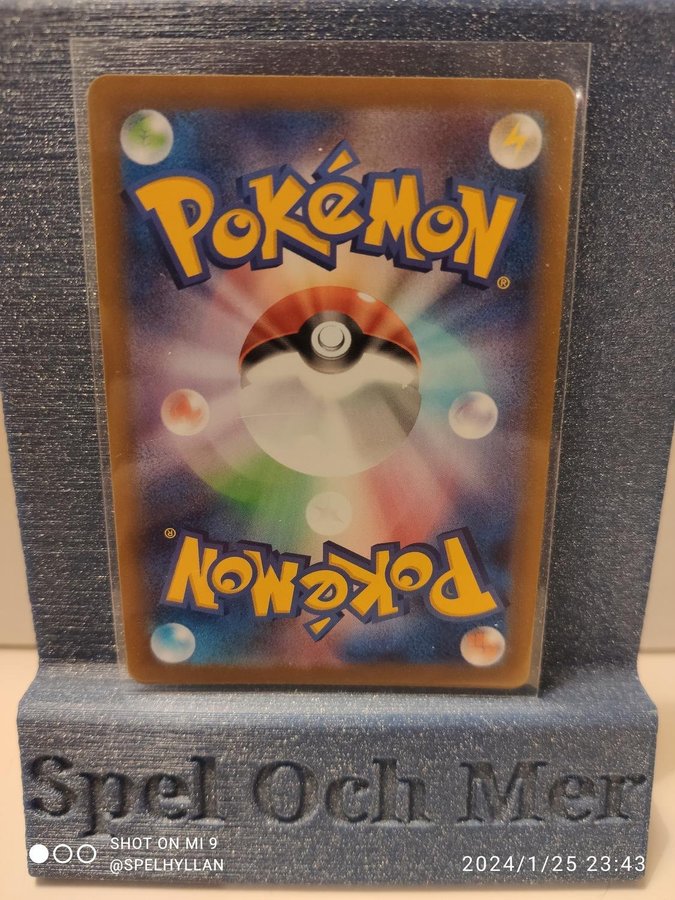 POKéMON
®
®
POKéMON
Spel Och Mer
SHOT ON MI 9
@SPELHYLLAN
2024/1/25 23:43